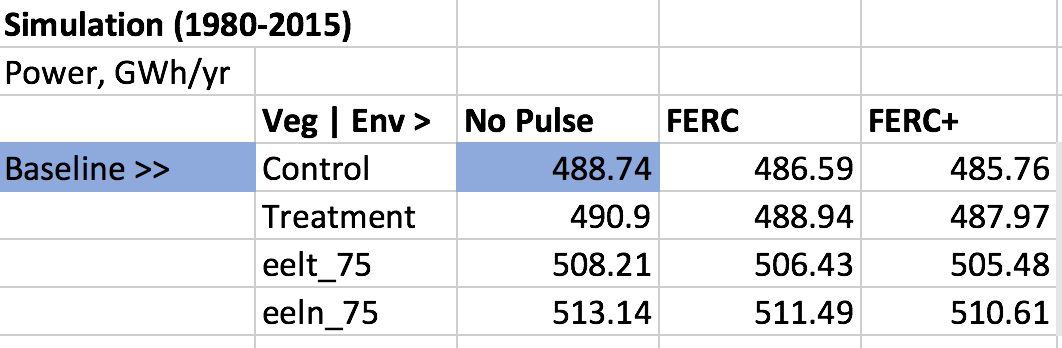 Simulation (1980-2015)
Power, GWh/yr
Veg | Env > No Pulse FERC FERC+
Baseline >> Control 488.74 486.59 485.76
Treatment 490.9 488.94 487.97
eelt_75 508.21 506.43 505.48
eeln_75 513.14 511.49 510.61